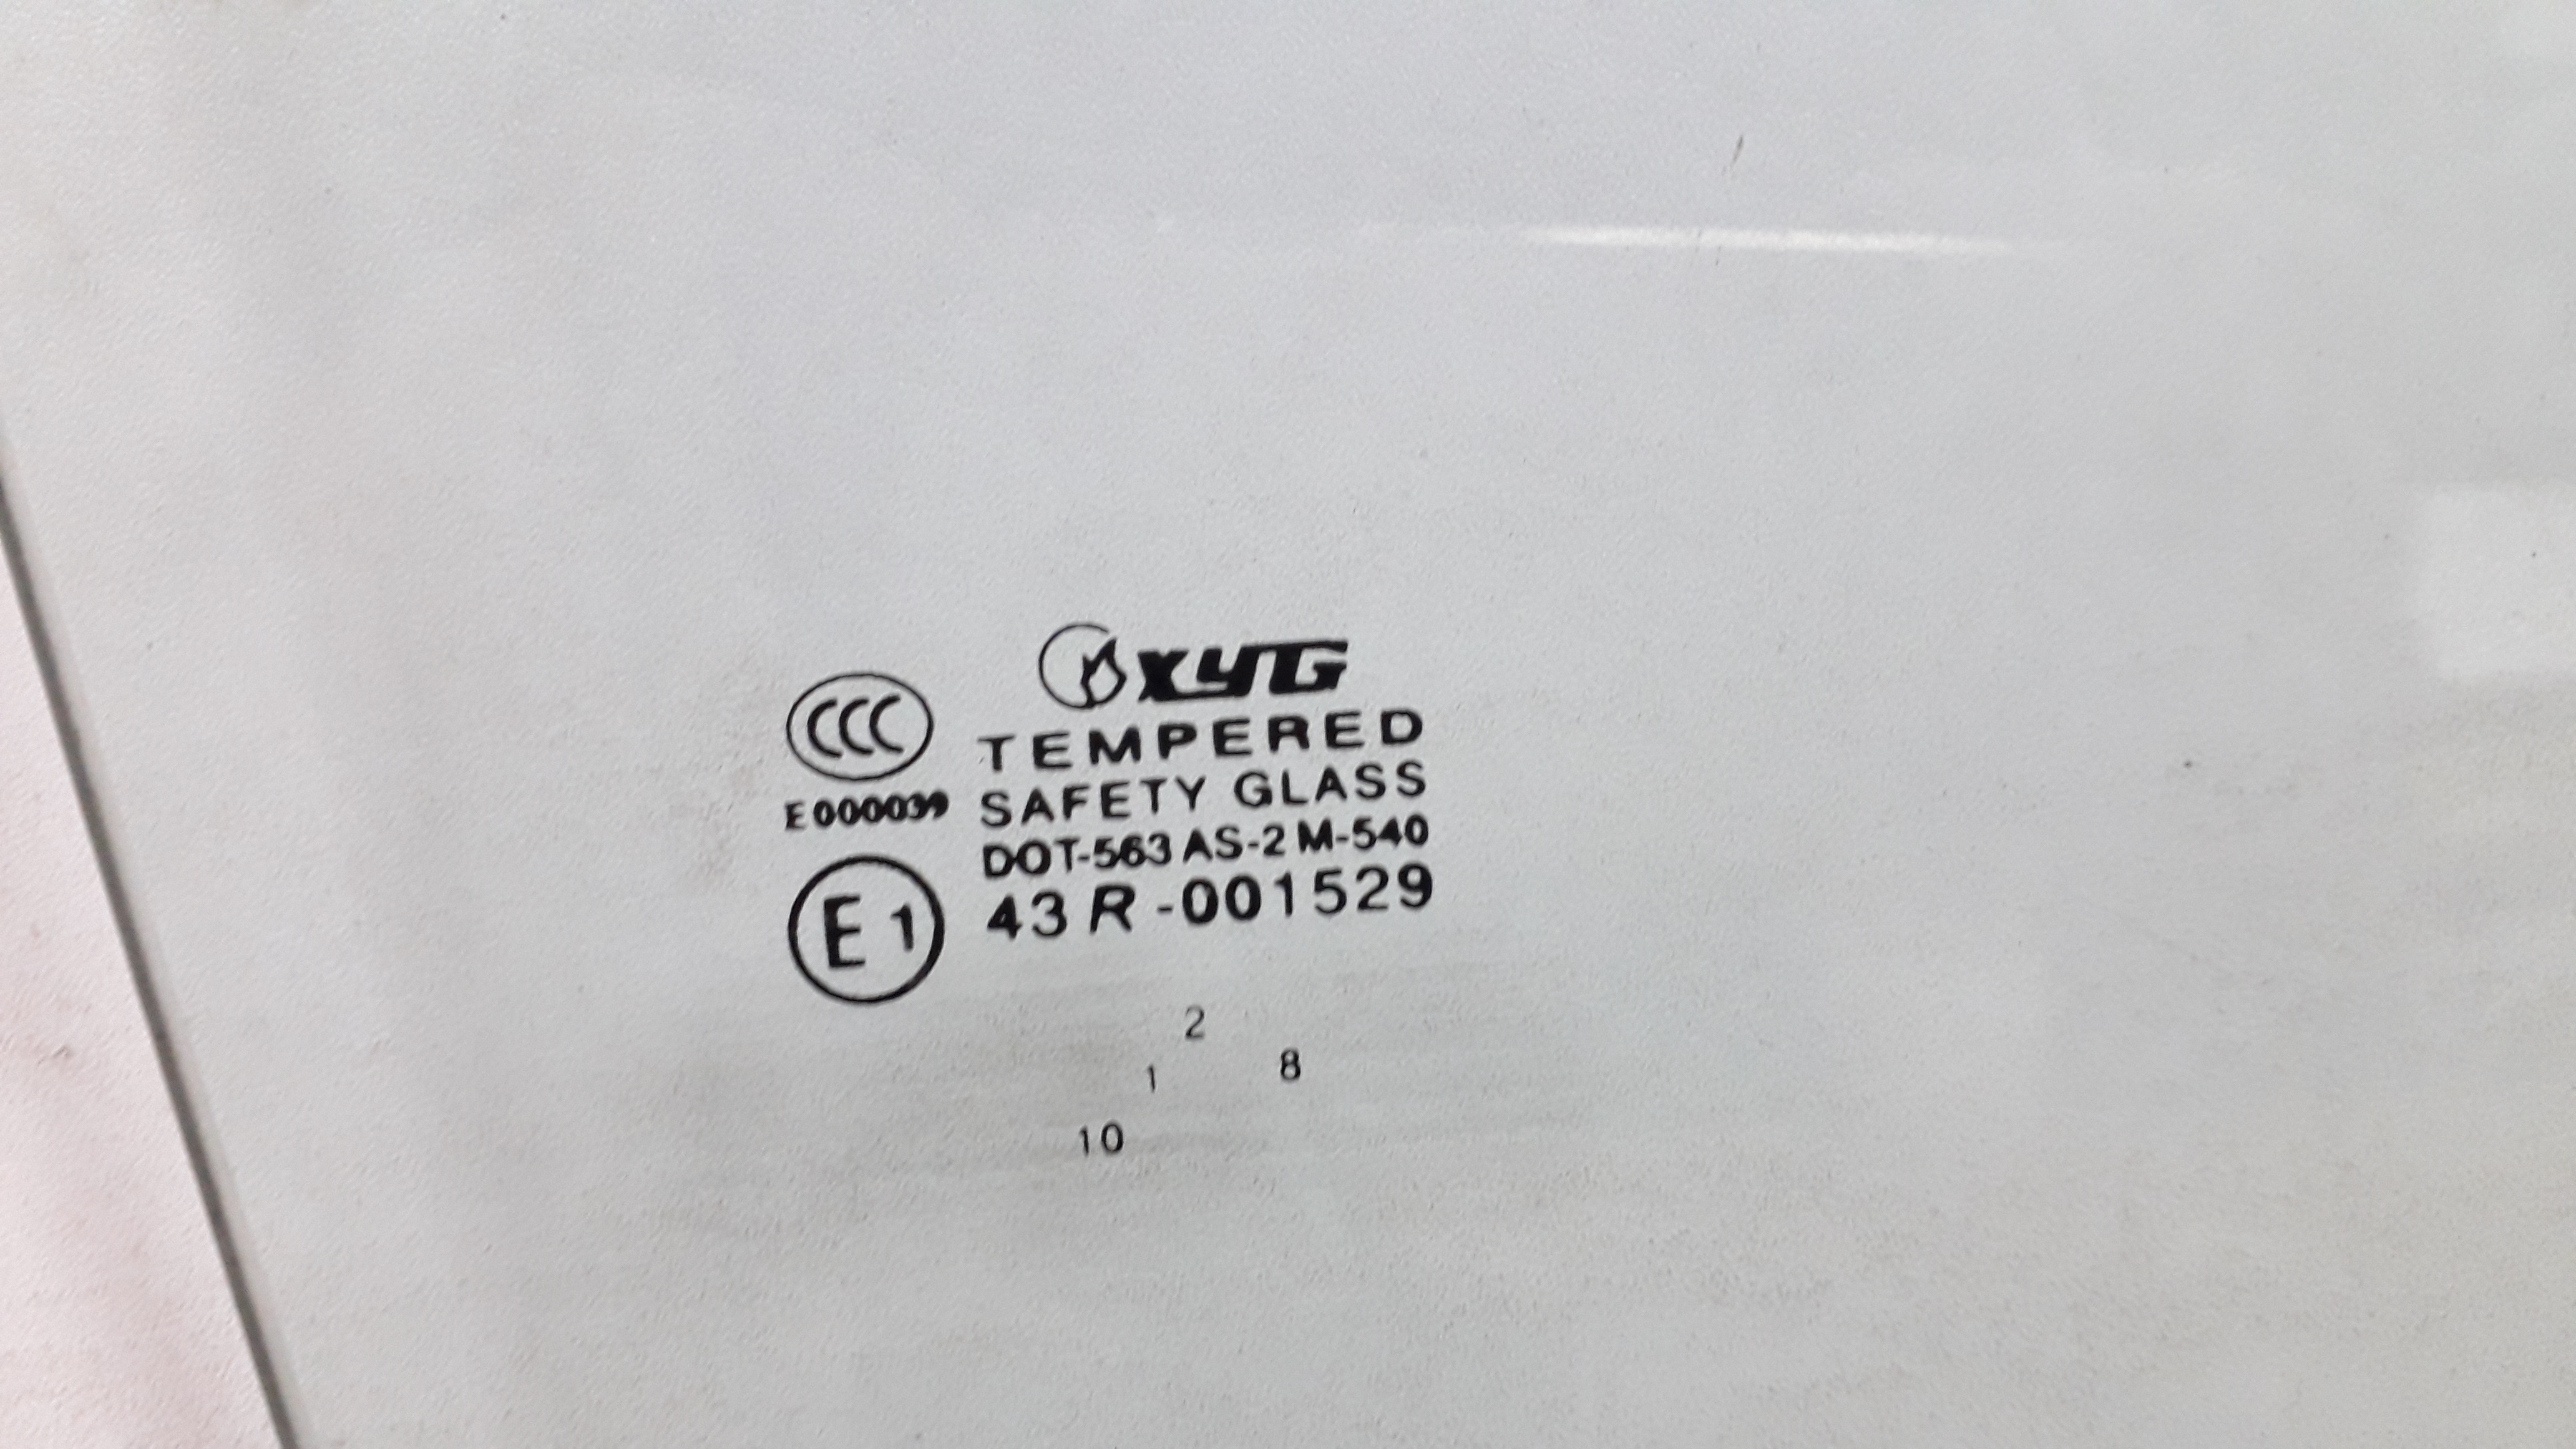 XYG
CCC
TEMPERED
E000039
SAFETY GLASS
DOT-563 AS-2 M-540
E1
43R-001529
2
1 8
10